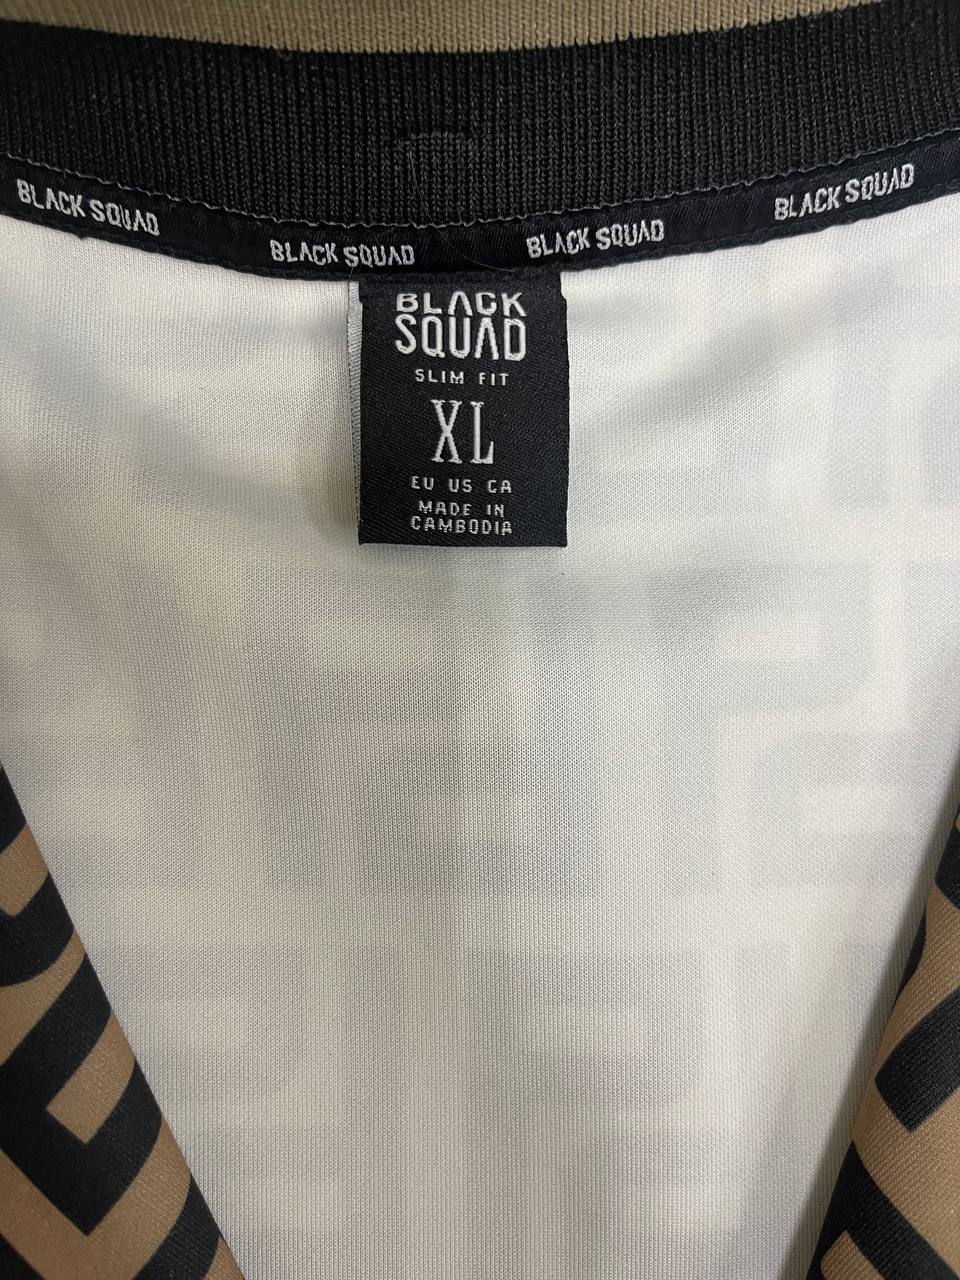 BLACK SQUAD
BLACK SQUAD
BLACK SQUAD
BLACK SQUAD
BLACK
SQUAD
SLIM FIT
XL
EU US CA
MADE IN
CAMBODIA